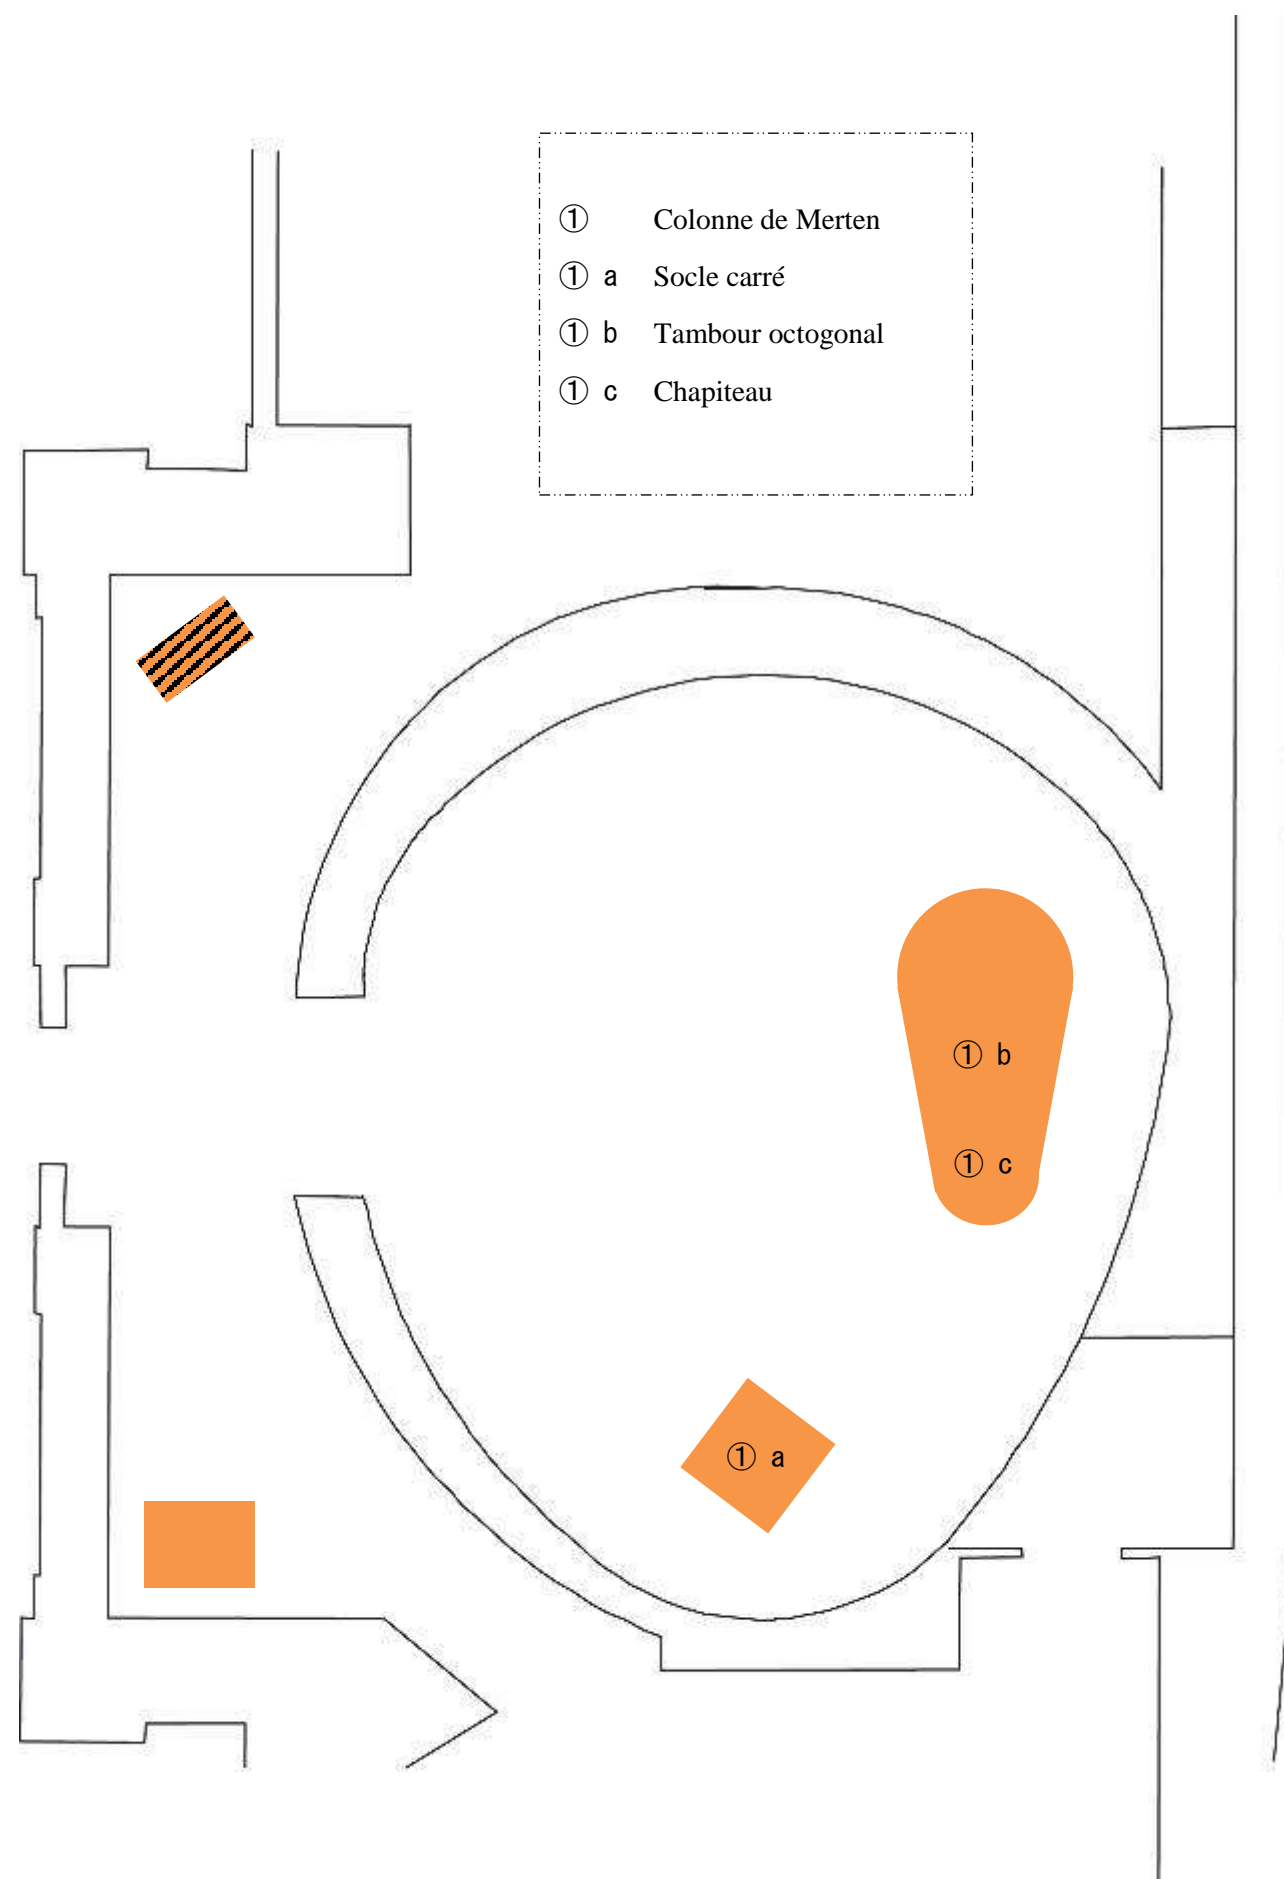 ① Colonne de Merten
① a Socle carré
① b Tambour octogonal
① c Chapiteau
① b
① c
① a